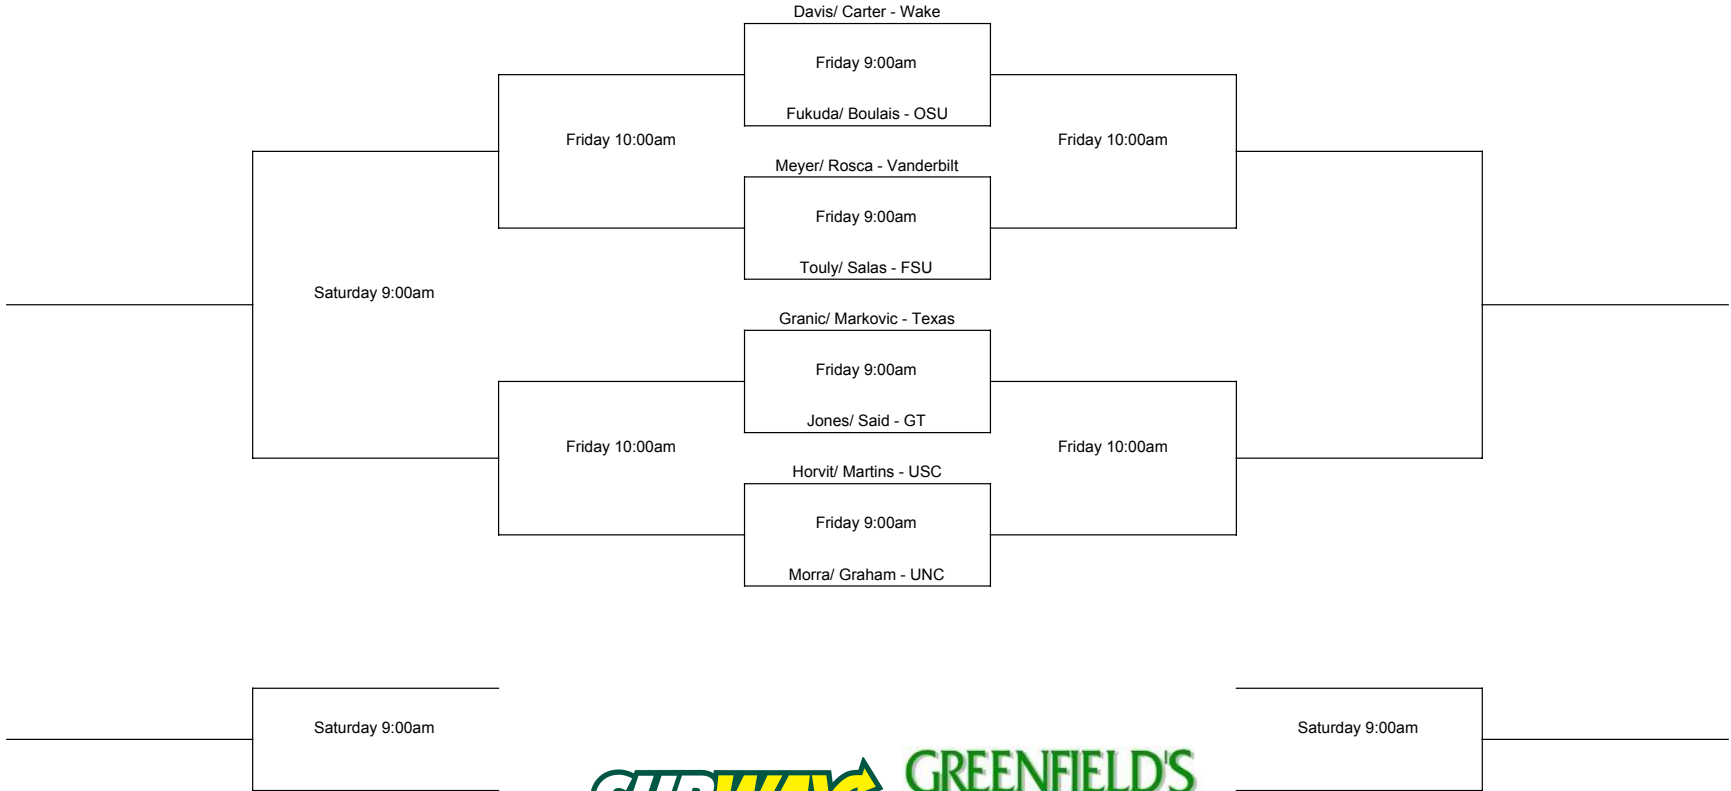 Davis/ Carter - Wake
Friday 9:00am
Fukuda/ Boulais - OSU
Friday 10:00am
Friday 10:00am
Meyer/ Rosca - Vanderbilt
Friday 9:00am
Touly/ Salas - FSU
Saturday 9:00am
Granic/ Markovic - Texas
Friday 9:00am
Jones/ Said - GT
Friday 10:00am
Friday 10:00am
Horvit/ Martins - USC
Friday 9:00am
Morra/ Graham - UNC
Saturday 9:00am
Saturday 9:00am
SUBWAY
GREENFIELD'S